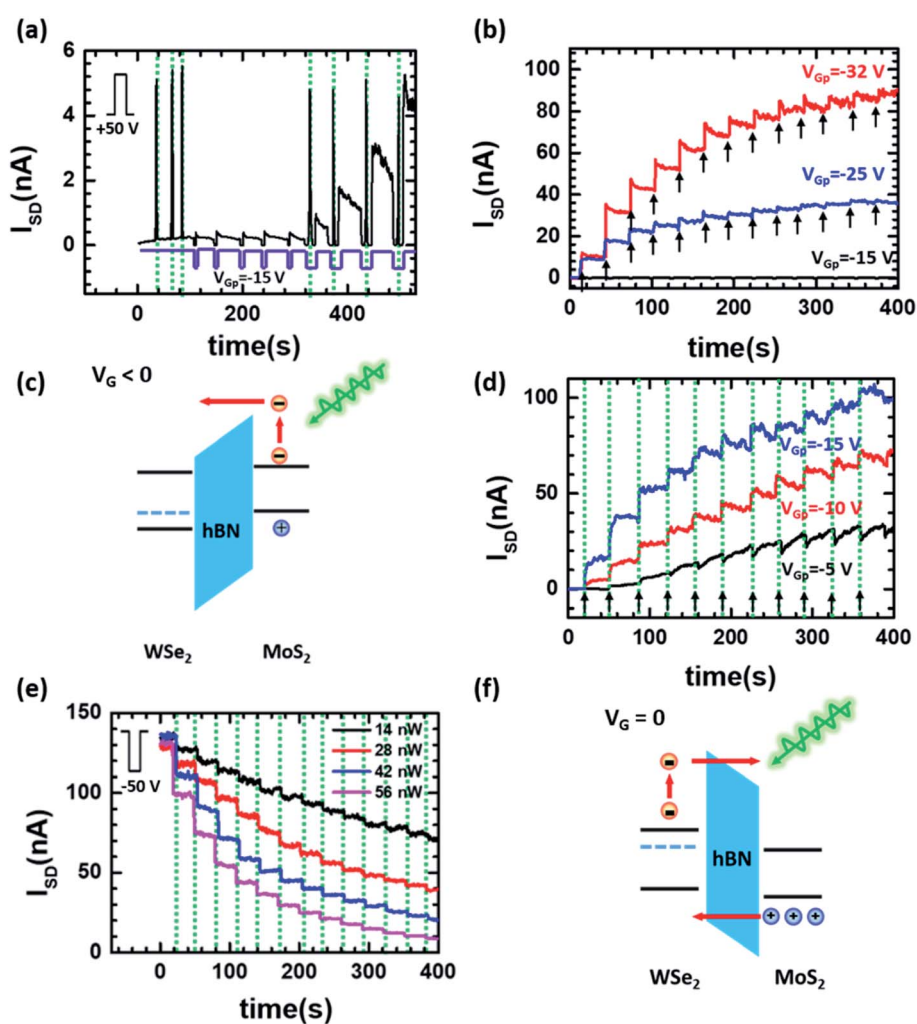 (a)
6
4
2
0
I_SD(nA)
+50 V
V_Gp=-15 V
0
200
400
time(s)
(b)
100
80
60
40
20
0
I_SD(nA)
V_Gp=-32 V
V_Gp=-25 V
V_Gp=-15 V
0
100
200
300
400
time(s)
(c)
V_G < 0
hBN
WSe₂
MoS₂
(d)
100
50
0
I_SD(nA)
V_Gp=-15 V
V_Gp=-10 V
V_Gp=-5 V
0
100
200
300
400
time(s)
(e)
150
100
50
0
I_SD(nA)
-50 V
14 nW
28 nW
42 nW
56 nW
0
100
200
300
400
time(s)
(f)
V_G = 0
hBN
WSe₂
MoS₂